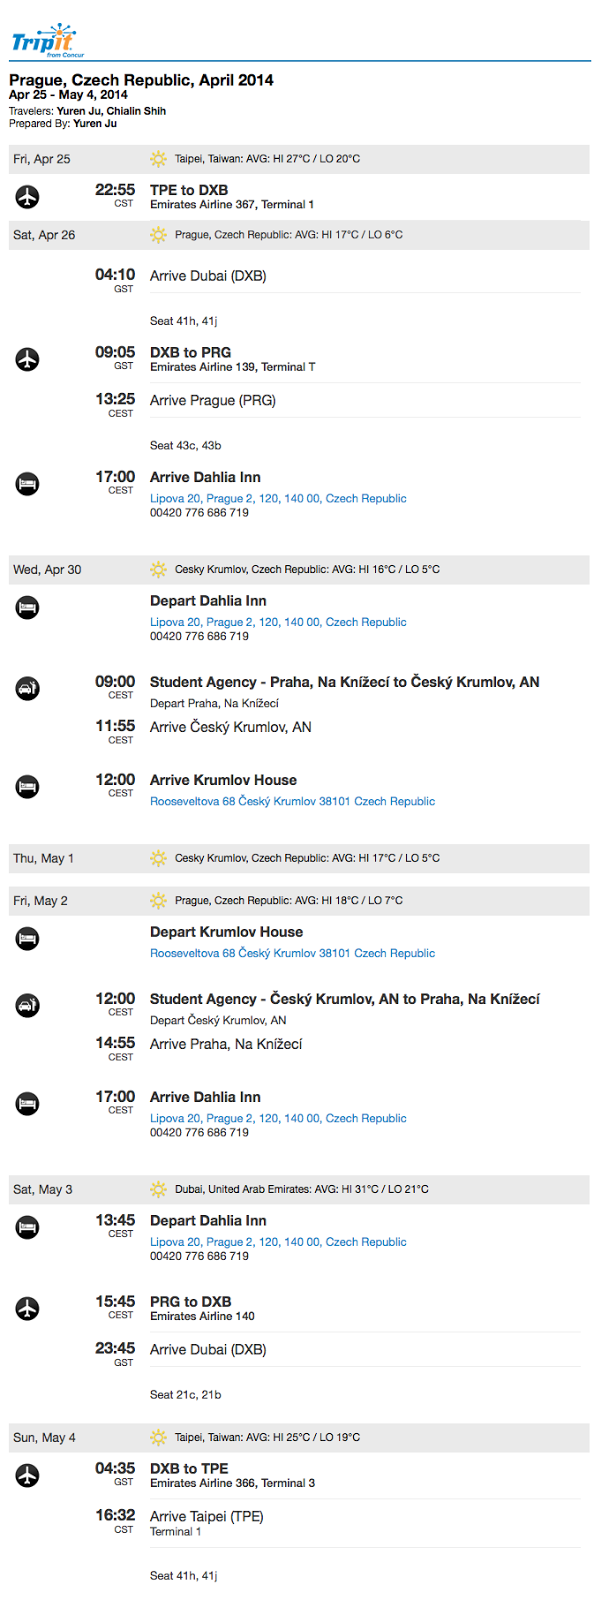 TripIt
from Concur
Prague, Czech Republic, April 2014
Apr 25 - May 4, 2014
Travelers: Yuren Ju, Chialin Shih
Prepared By: Yuren Ju
Fri, Apr 25 Taipei, Taiwan: AVG: HI 27°C / LO 20°C
22:55 TPE to DXB
CST Emirates Airline 367, Terminal 1
Sat, Apr 26 Prague, Czech Republic: AVG: HI 17°C / LO 6°C
04:10 Arrive Dubai (DXB)
GST
Seat 41h, 41j
09:05 DXB to PRG
GST Emirates Airline 139, Terminal T
13:25 Arrive Prague (PRG)
CEST
Seat 43c, 43b
17:00 Arrive Dahlia Inn
CEST Lipova 20, Prague 2, 120, 140 00, Czech Republic
00420 776 686 719
Wed, Apr 30 Cesky Krumlov, Czech Republic: AVG: HI 16°C / LO 5°C
Depart Dahlia Inn
Lipova 20, Prague 2, 120, 140 00, Czech Republic
00420 776 686 719
09:00 Student Agency - Praha, Na Knížecí to Český Krumlov, AN
CEST Depart Praha, Na Knížecí
11:55 Arrive Český Krumlov, AN
CEST
12:00 Arrive Krumlov House
CEST Rooseveltova 68 Český Krumlov 38101 Czech Republic
Thu, May 1 Cesky Krumlov, Czech Republic: AVG: HI 17°C / LO 5°C
Fri, May 2 Prague, Czech Republic: AVG: HI 18°C / LO 7°C
Depart Krumlov House
Rooseveltova 68 Český Krumlov 38101 Czech Republic
12:00 Student Agency - Český Krumlov, AN to Praha, Na Knížecí
CEST Depart Český Krumlov, AN
14:55 Arrive Praha, Na Knížecí
CEST
17:00 Arrive Dahlia Inn
CEST Lipova 20, Prague 2, 120, 140 00, Czech Republic
00420 776 686 719
Sat, May 3 Dubai, United Arab Emirates: AVG: HI 31°C / LO 21°C
13:45 Depart Dahlia Inn
CEST Lipova 20, Prague 2, 120, 140 00, Czech Republic
00420 776 686 719
15:45 PRG to DXB
CEST Emirates Airline 140
23:45 Arrive Dubai (DXB)
GST
Seat 21c, 21b
Sun, May 4 Taipei, Taiwan: AVG: HI 25°C / LO 19°C
04:35 DXB to TPE
GST Emirates Airline 366, Terminal 3
16:32 Arrive Taipei (TPE)
CST Terminal 1
Seat 41h, 41j